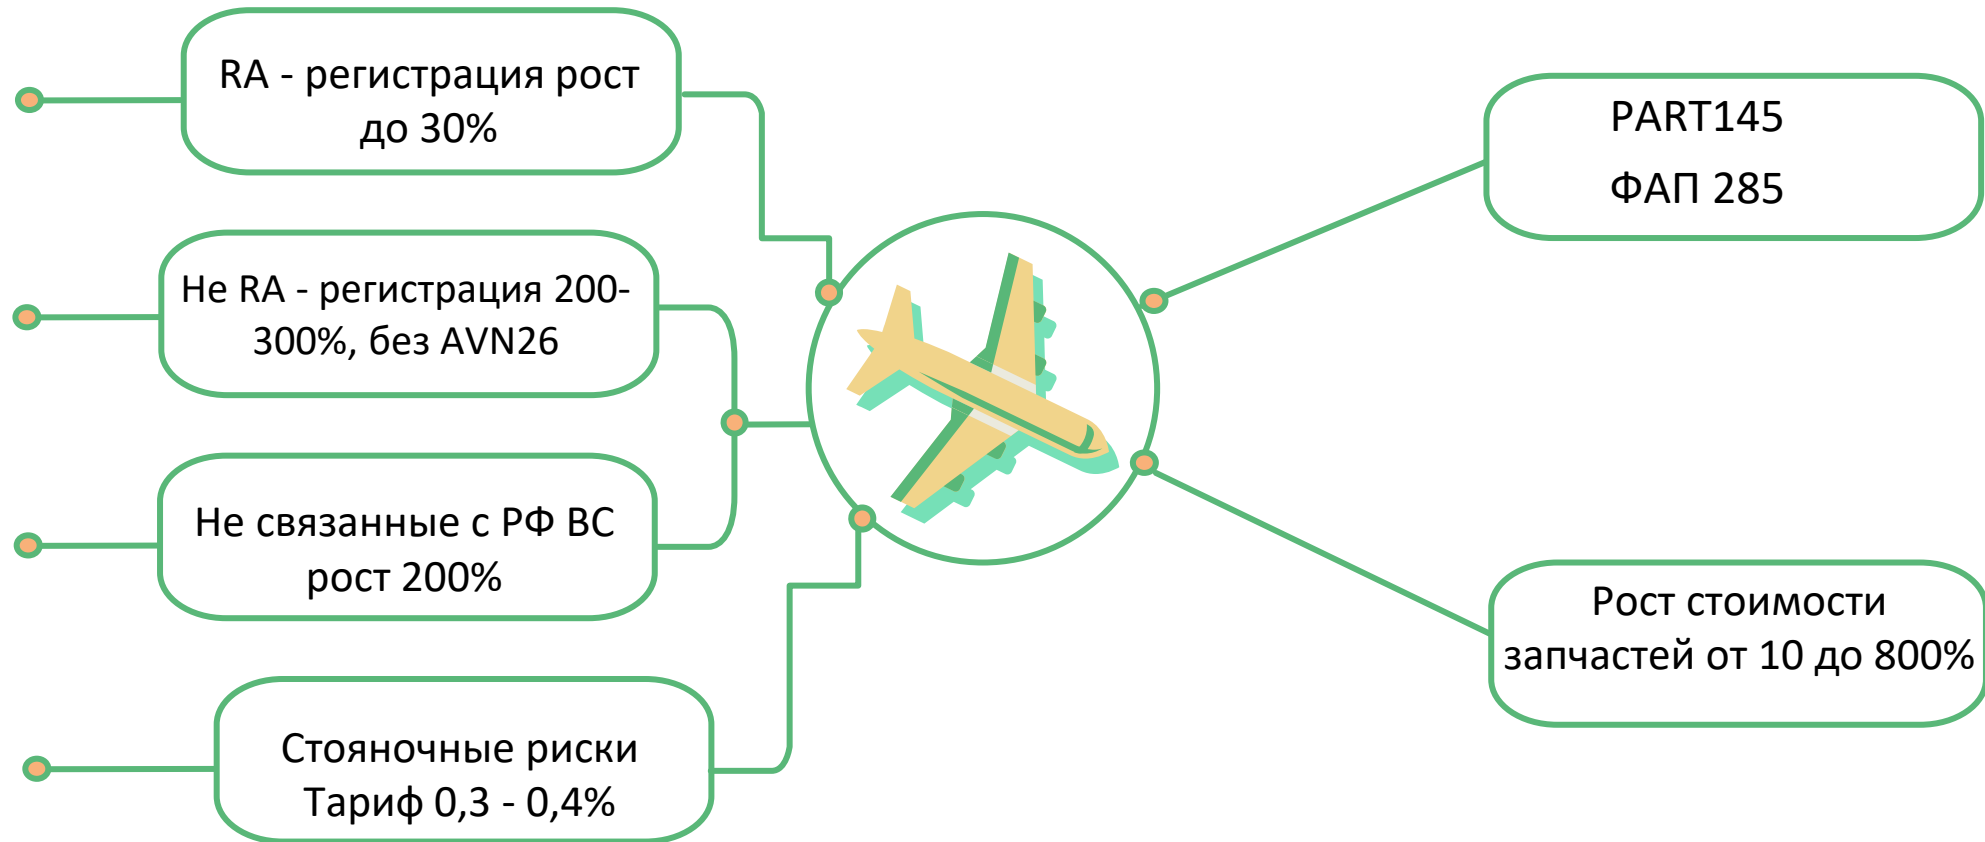 RA - регистрация рост
до 30%
Не RA - регистрация 200-
300%, без AVN26
Не связанные с РФ ВС
рост 200%
Стояночные риски
Тариф 0,3 - 0,4%
PART145
ФАП 285
Рост стоимости
запчастей от 10 до 800%